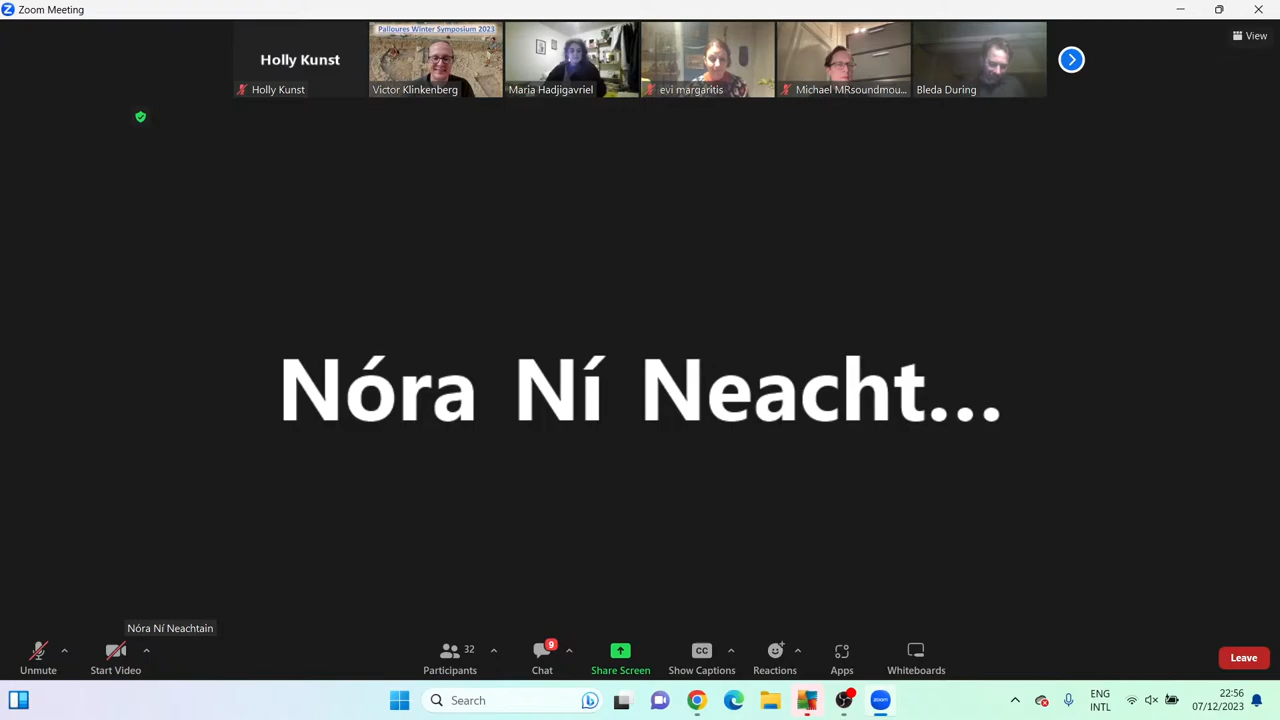 Zoom Meeting
Palloures Winter Symposium 2023
Holly Kunst
Holly Kunst
Victor Klinkenberg
Maria Hadjigavriel
evi margaritis
Michael MRsoundmou...
Bleda During
View
Nóra Ní Neacht...
Nóra Ní Neachtain
Unmute
Start Video
32
Participants
9
Chat
Share Screen
CC
Show Captions
Reactions
Apps
Whiteboards
Leave
Search
zoom
ENG
INTL
22:56
07/12/2023